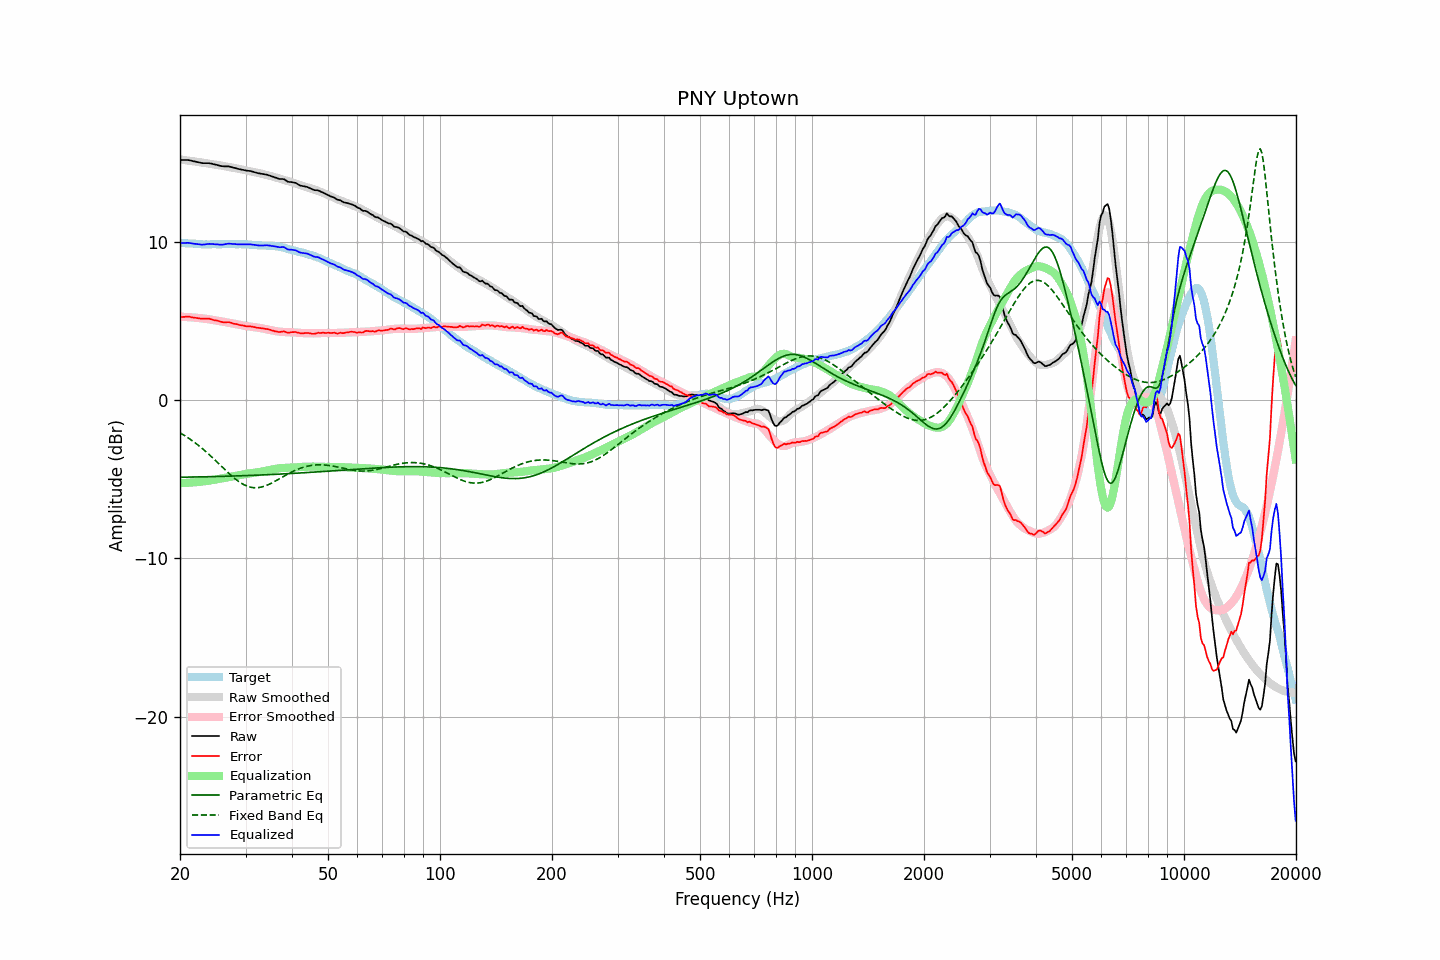 PNY Uptown
Amplitude (dBr)
10
0
−10
−20
Target
Raw Smoothed
Error Smoothed
Raw
Error
Equalization
Parametric Eq
Fixed Band Eq
Equalized
20 50 100 200 500 1000 2000 5000 10000 20000
Frequency (Hz)